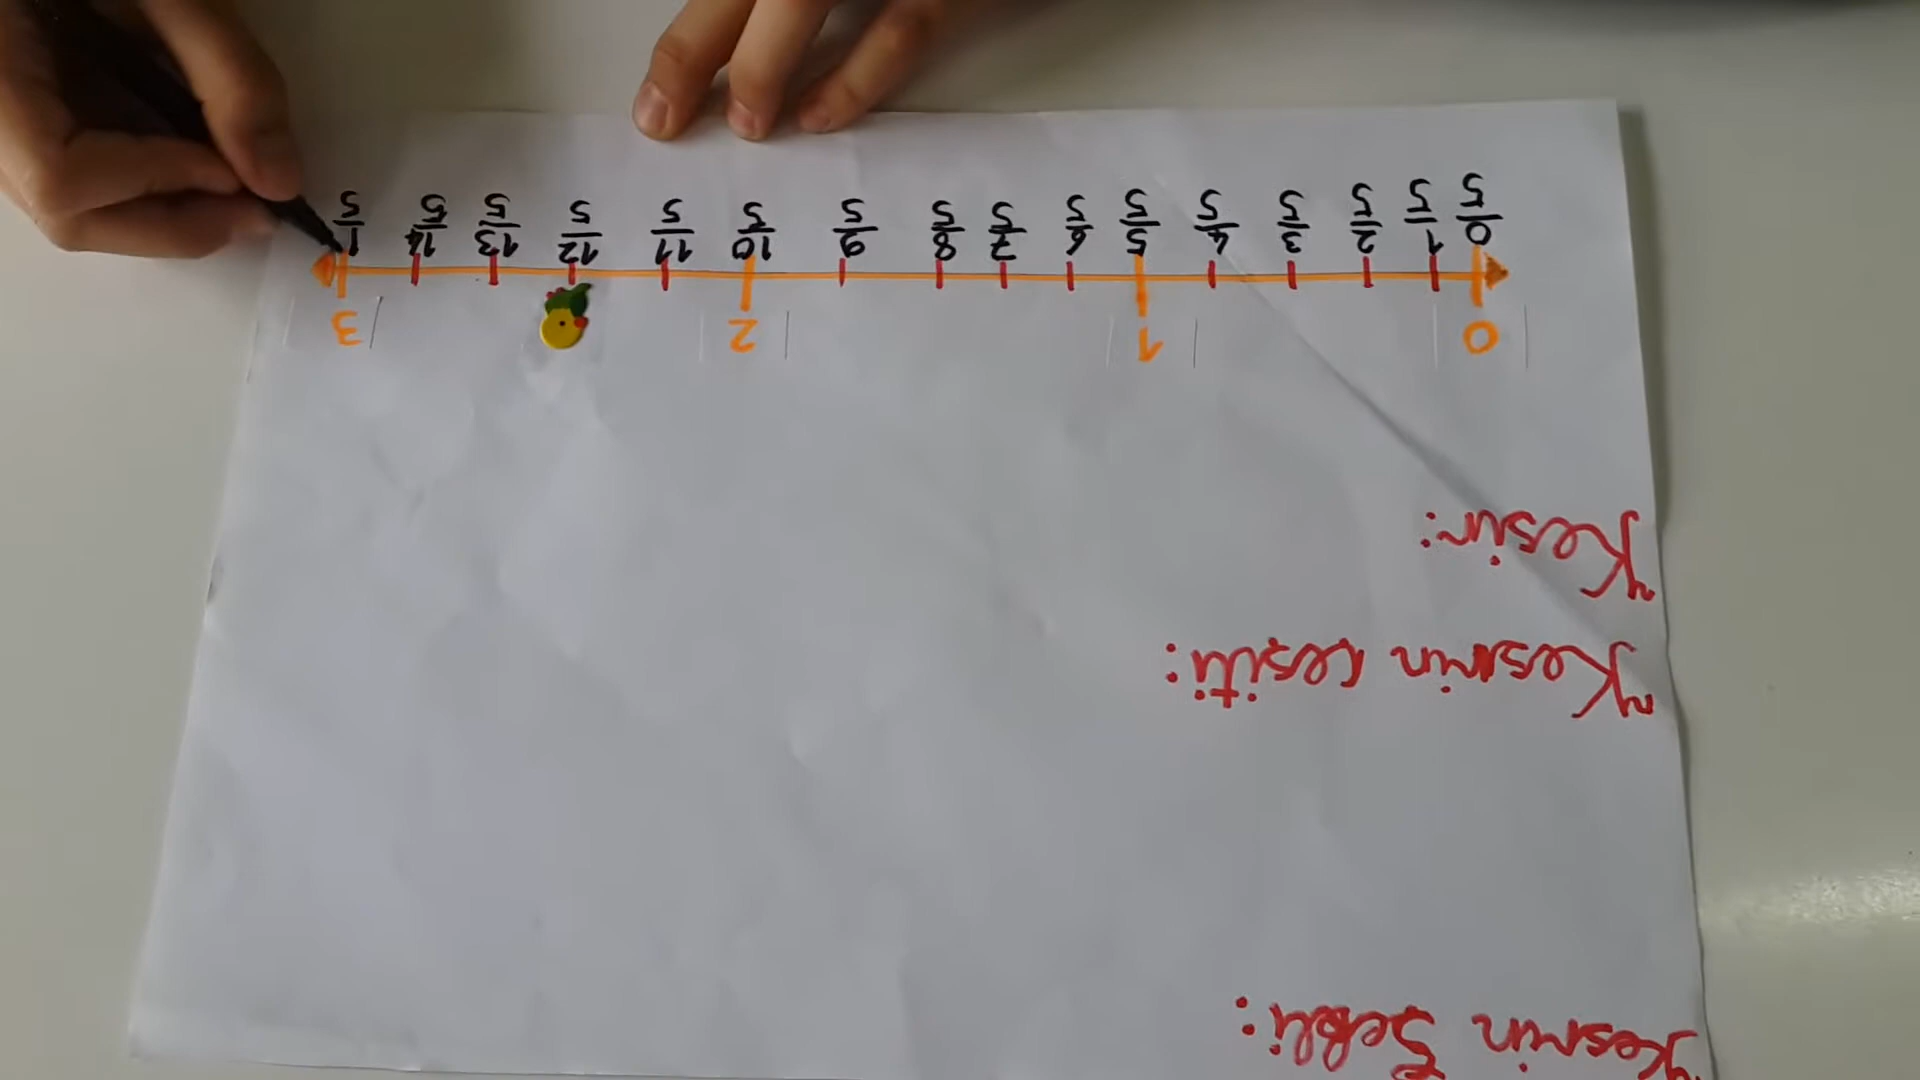 "Kesrin Şekli:
"Kesrin çeşiti:
"Kesir:
0 1 2 3
0/5 1/5 2/5 3/5 4/5 5/5 6/5 7/5 8/5 9/5 10/5 11/5 12/5 13/5 14/5 1/5